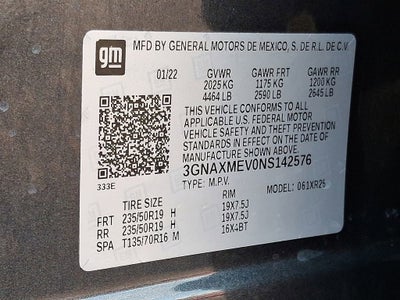 gm
MFD BY GENERAL MOTORS DE MEXICO, S. DE R.L. DE C.V.
01/22 GVWR GAWR FRT GAWR RR
2025 KG 1175 KG 1200 KG
4464 LB 2590 LB 2645 LB
THIS VEHICLE CONFORMS TO ALL
APPLICABLE U.S. FEDERAL MOTOR
VEHICLE SAFETY AND THEFT PREVENTION
STANDARDS IN EFFECT ON THE DATE OF
MANUFACTURE SHOWN ABOVE.
3GNAXMEV0NS142576
333E TYPE: M.P.V. MODEL: 061XR26
TIRE SIZE RIM
FRT 235/50R19 H 19X7.5J
RR 235/50R19 H 19X7.5J
SPA T135/70R16 M 16X4BT